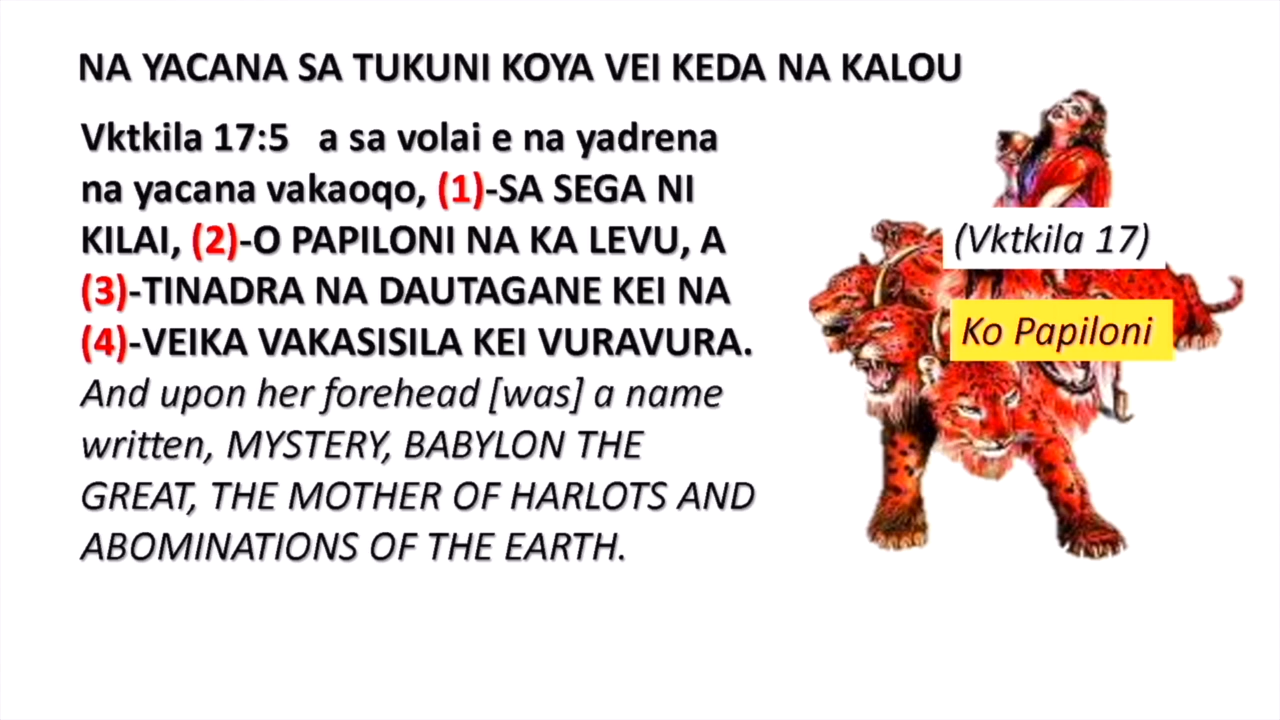 NA YACANA SA TUKUNI KOYA VEI KEDA NA KALOU
Vktkila 17:5 a sa volai e na yadrena
na yacana vakaoqo, (1)-SA SEGA NI
KILAI, (2)-O PAPILONI NA KA LEVU, A
(3)-TINADRA NA DAUTAGANE KEI NA
(4)-VEIKA VAKASISILA KEI VURAVURA.
And upon her forehead [was] a name
written, MYSTERY, BABYLON THE
GREAT, THE MOTHER OF HARLOTS AND
ABOMINATIONS OF THE EARTH.
(Vktkila 17)
Ko Papiloni